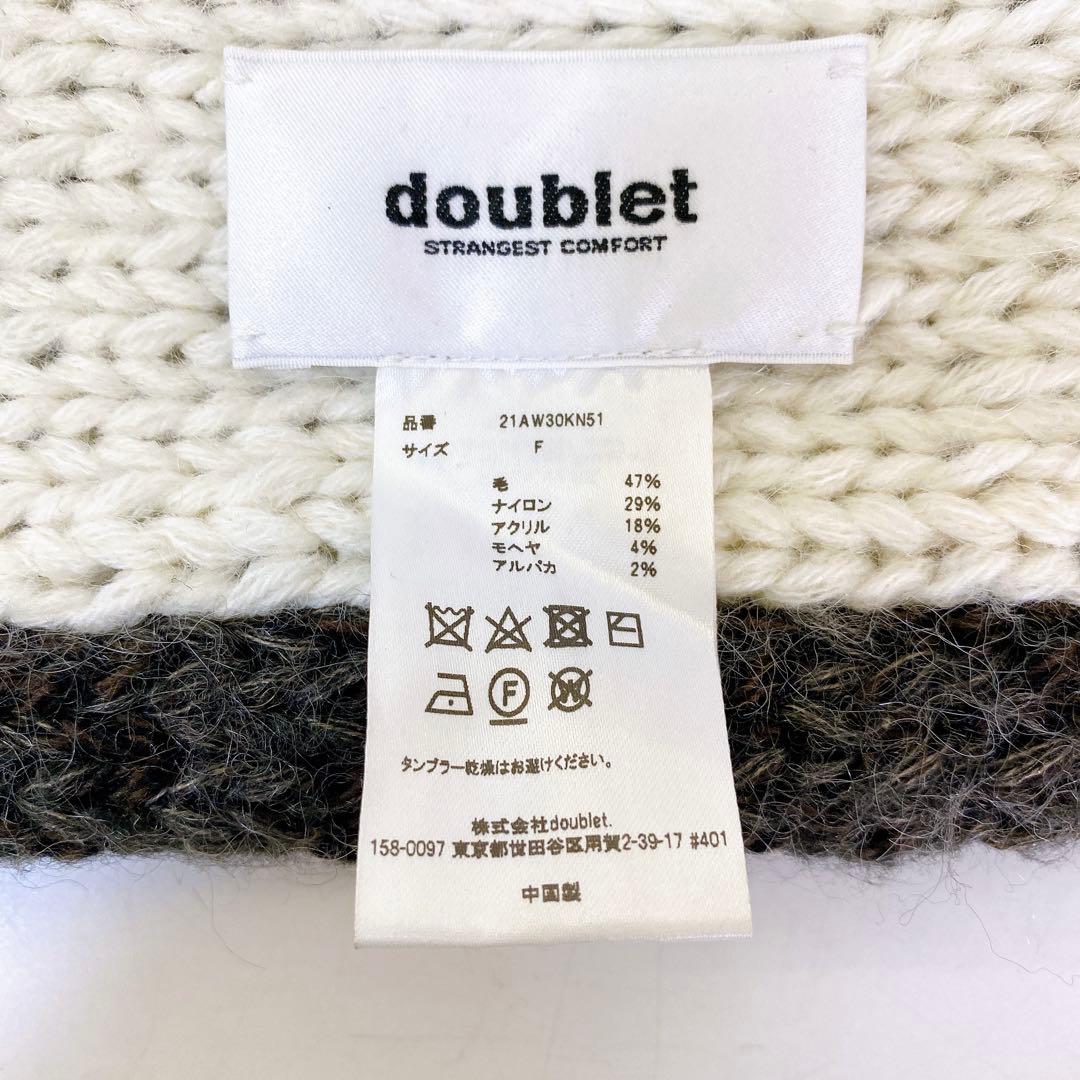 doublet
STRANGEST COMFORT
品番 21AW30KN51
サイズ F
毛 47%
ナイロン 29%
アクリル 18%
モヘヤ 4%
アルパカ 2%
F W
タンブラー乾燥はお避けください。
株式会社doublet.
158-0097 東京都世田谷区用賀2-39-17 #401
中国製